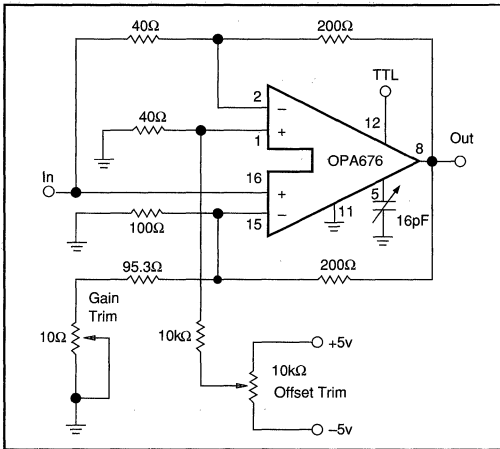 40Ω 200Ω
TTL
2
−
12
40Ω
+
1
8
Out
OPA676
In
16
+
5
−
11
16pF
100Ω
15
95.3Ω 200Ω
Gain
Trim
10Ω
10kΩ
+5v
10kΩ
Offset Trim
−5v